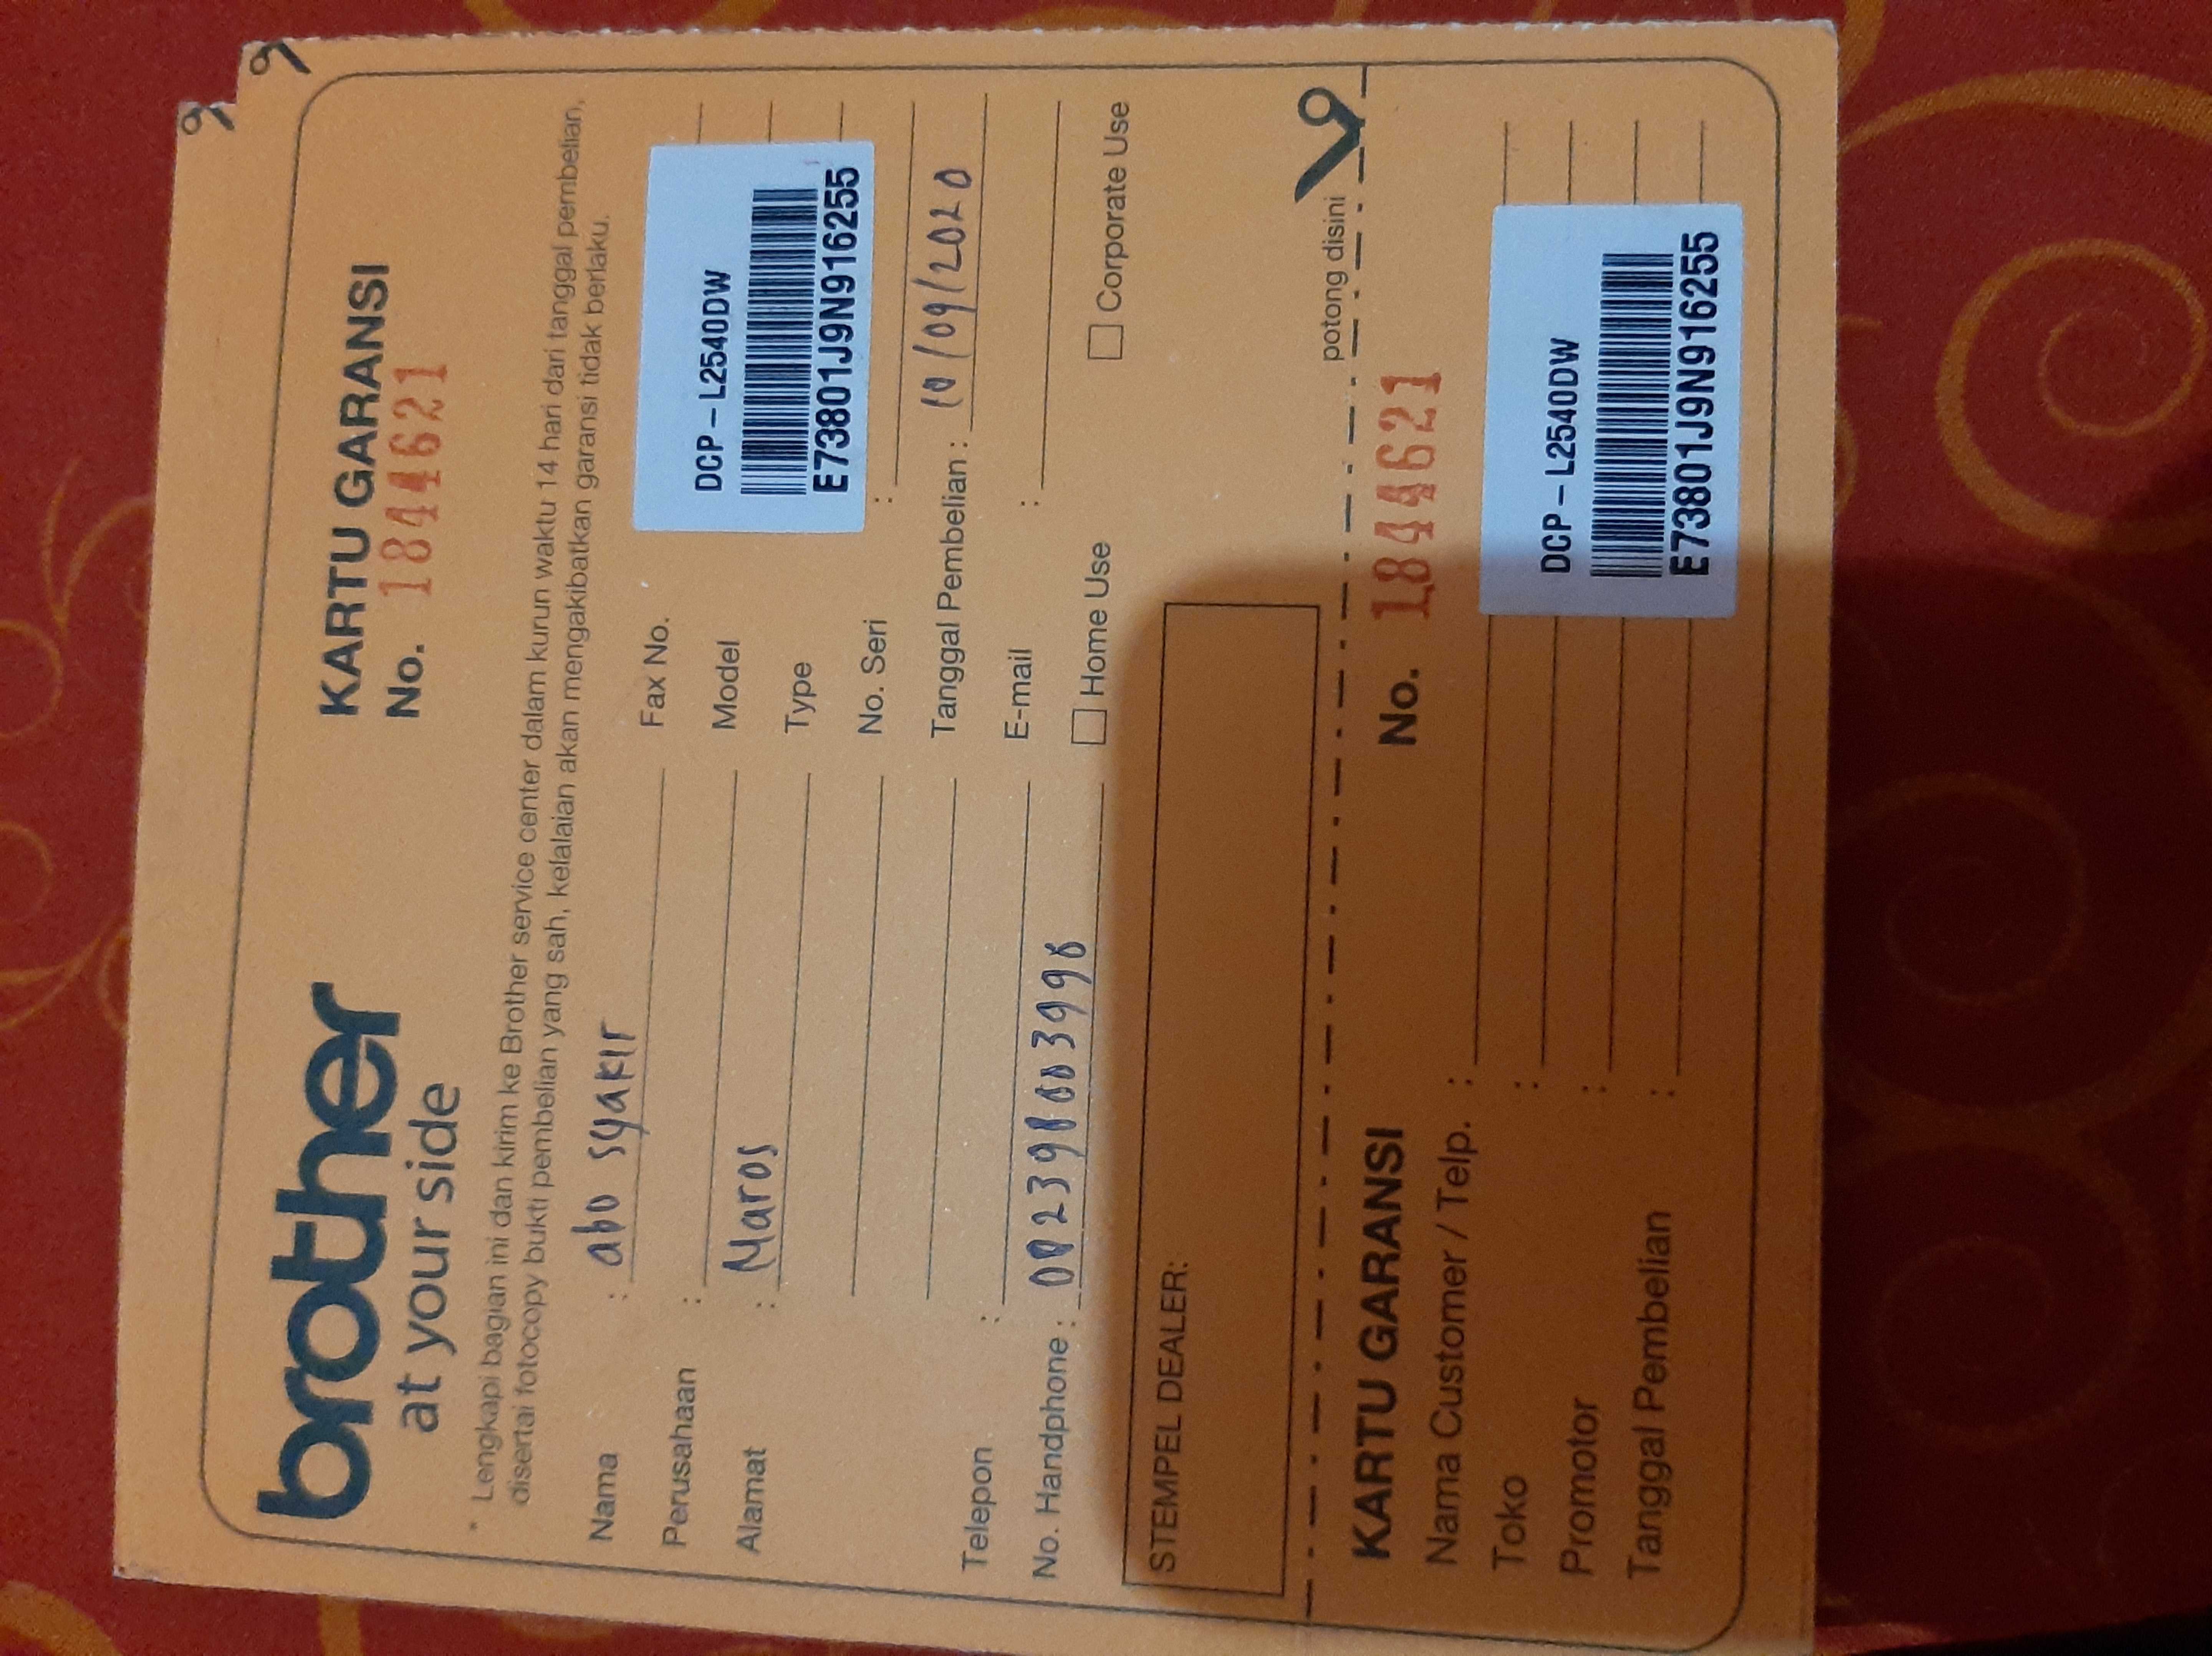 brother
at your side
KARTU GARANSI
No. 1844621
* Lengkapi bagian ini dan kirim ke Brother service center dalam kurun waktu 14 hari dari tanggal pembelian,
disertai fotocopy bukti pembelian yang sah, kelalaian akan mengakibatkan garansi tidak berlaku.
Nama : abu syakir
Perusahaan :
Alamat : Maros
Telepon :
No. Handphone :
Fax No.
Model
Type
No. Seri :
DCP-L2540DW
E73801J9N916255
Tanggal Pembelian : 10/09/2020
E-mail :
Home Use
Corporate Use
STEMPEL DEALER:
potong disini
KARTU GARANSI
No. 1844621
Nama Customer / Telp. :
Toko :
Promotor :
Tanggal Pembelian :
DCP-L2540DW
E73801J9N916255